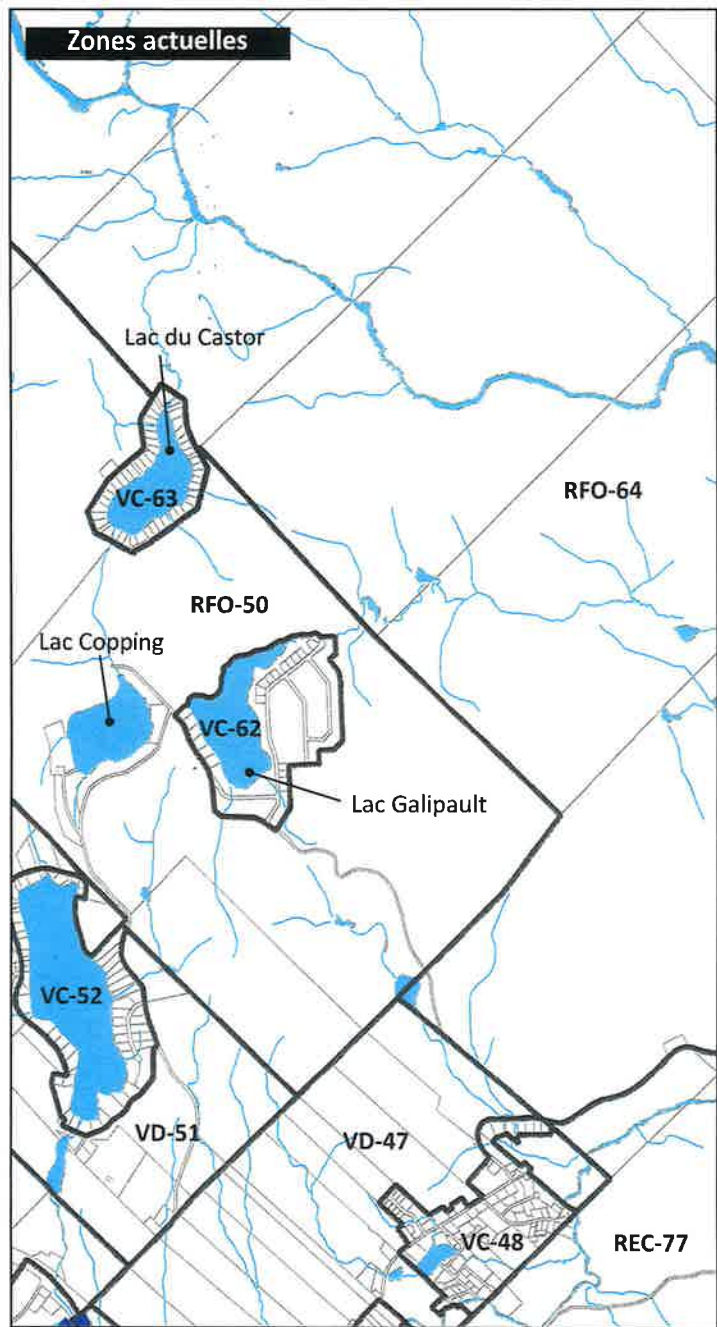 Zones actuelles
Lac du Castor
VC-63
RFO-64
RFO-50
Lac Copping
VC-62
Lac Galipault
VC-52
VD-51
VD-47
VC-48
REC-77